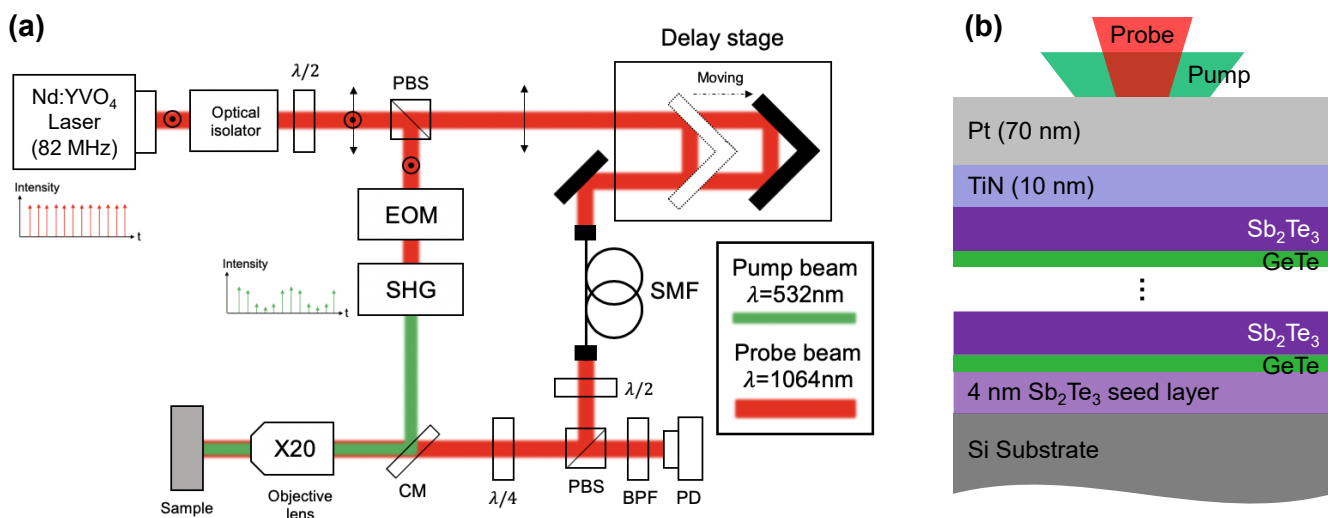 (a)
Delay stage
Moving
λ/2
PBS
Nd:YVO₄
Laser
(82 MHz)
Optical
isolator
Intensity
t
EOM
Intensity
t
SHG
SMF
Pump beam
λ=532nm
Probe beam
λ=1064nm
λ/2
X20
Sample
Objective
lens
CM
λ/4
PBS
BPF
PD
(b)
Probe
Pump
Pt (70 nm)
TiN (10 nm)
Sb₂Te₃
GeTe
⋮
Sb₂Te₃
GeTe
4 nm Sb₂Te₃ seed layer
Si Substrate